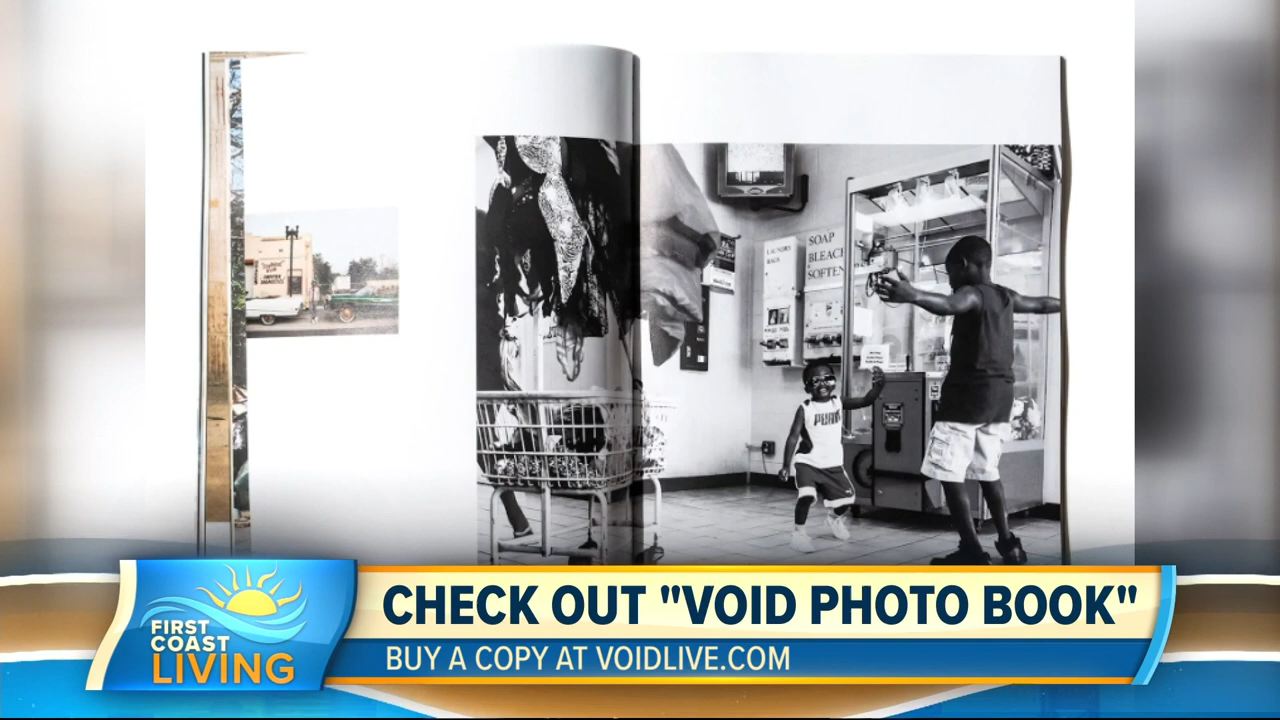 LAUNDRY
BAGS
SOAP
BLEACH
SOFTEN
PUMA
CHECK OUT "VOID PHOTO BOOK"
BUY A COPY AT VOIDLIVE.COM
FIRST
COAST
LIVING